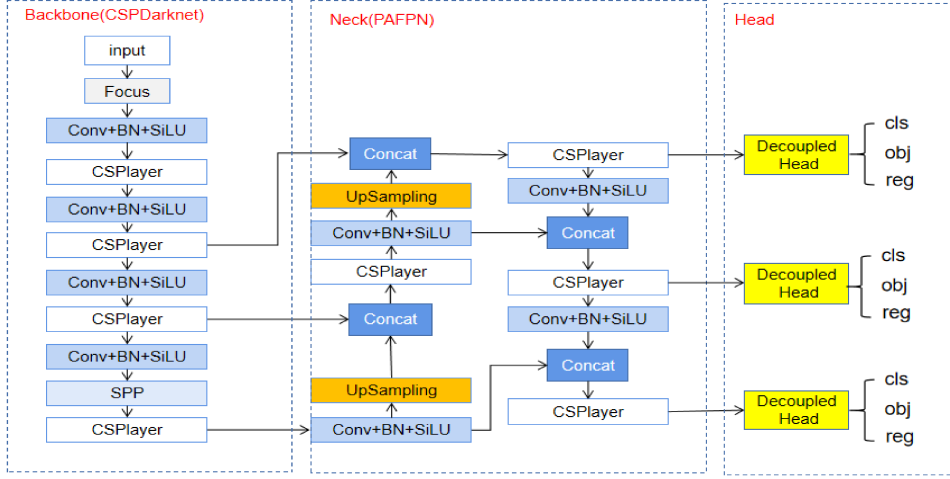 Backbone(CSPDarknet)
input
Focus
Conv+BN+SiLU
CSPlayer
Conv+BN+SiLU
CSPlayer
Conv+BN+SiLU
CSPlayer
Conv+BN+SiLU
SPP
CSPlayer
Neck(PAFPN)
Concat
UpSampling
Conv+BN+SiLU
CSPlayer
Concat
UpSampling
Conv+BN+SiLU
CSPlayer
Conv+BN+SiLU
Concat
CSPlayer
Conv+BN+SiLU
Concat
CSPlayer
Head
Decoupled
Head
cls
obj
reg
Decoupled
Head
cls
obj
reg
Decoupled
Head
cls
obj
reg